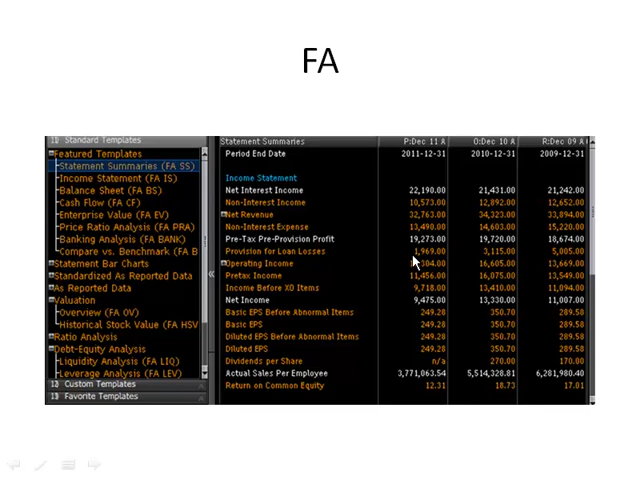 FA
11) Standard Templates
Featured Templates
Statement Summaries (FA SS)
Income Statement (FA IS)
Balance Sheet (FA BS)
Cash Flow (FA CF)
Enterprise Value (FA EV)
Price Ratio Analysis (FA PRA)
Banking Analysis (FA BANK)
Compare vs. Benchmark (FA B
Statement Bar Charts
Standardized As Reported Data
As Reported Data
Valuation
Overview (FA OV)
Historical Stock Value (FA HSV
Ratio Analysis
Debt-Equity Analysis
Liquidity Analysis (FA LIQ)
Leverage Analysis (FA LEV)
12) Custom Templates
13) Favorite Templates
Statement Summaries P:Dec 11 A O:Dec 10 A R:Dec 09 A
Period End Date 2011-12-31 2010-12-31 2009-12-31
Income Statement
Net Interest Income 22,190.00 21,431.00 21,242.00
Non-Interest Income 10,573.00 12,892.00 12,652.00
Net Revenue 32,763.00 34,323.00 33,894.00
Non-Interest Expense 13,490.00 14,603.00 15,220.00
Pre-Tax Pre-Provision Profit 19,273.00 19,720.00 18,674.00
Provision for Loan Losses 1,969.00 3,115.00 5,005.00
Operating Income 304.00 16,605.00 13,669.00
Pretax Income 11,456.00 16,075.00 13,549.00
Income Before XO Items 9,718.00 13,410.00 11,094.00
Net Income 9,475.00 13,330.00 11,007.00
Basic EPS Before Abnormal Items 249.28 350.70 289.58
Basic EPS 249.28 350.70 289.58
Diluted EPS Before Abnormal Items 249.28 350.70 289.58
Diluted EPS 249.28 350.70 289.58
Dividends per Share n/a 270.00 170.00
Actual Sales Per Employee 3,771,063.54 5,514,328.81 6,281,980.40
Return on Common Equity 12.31 18.73 17.01